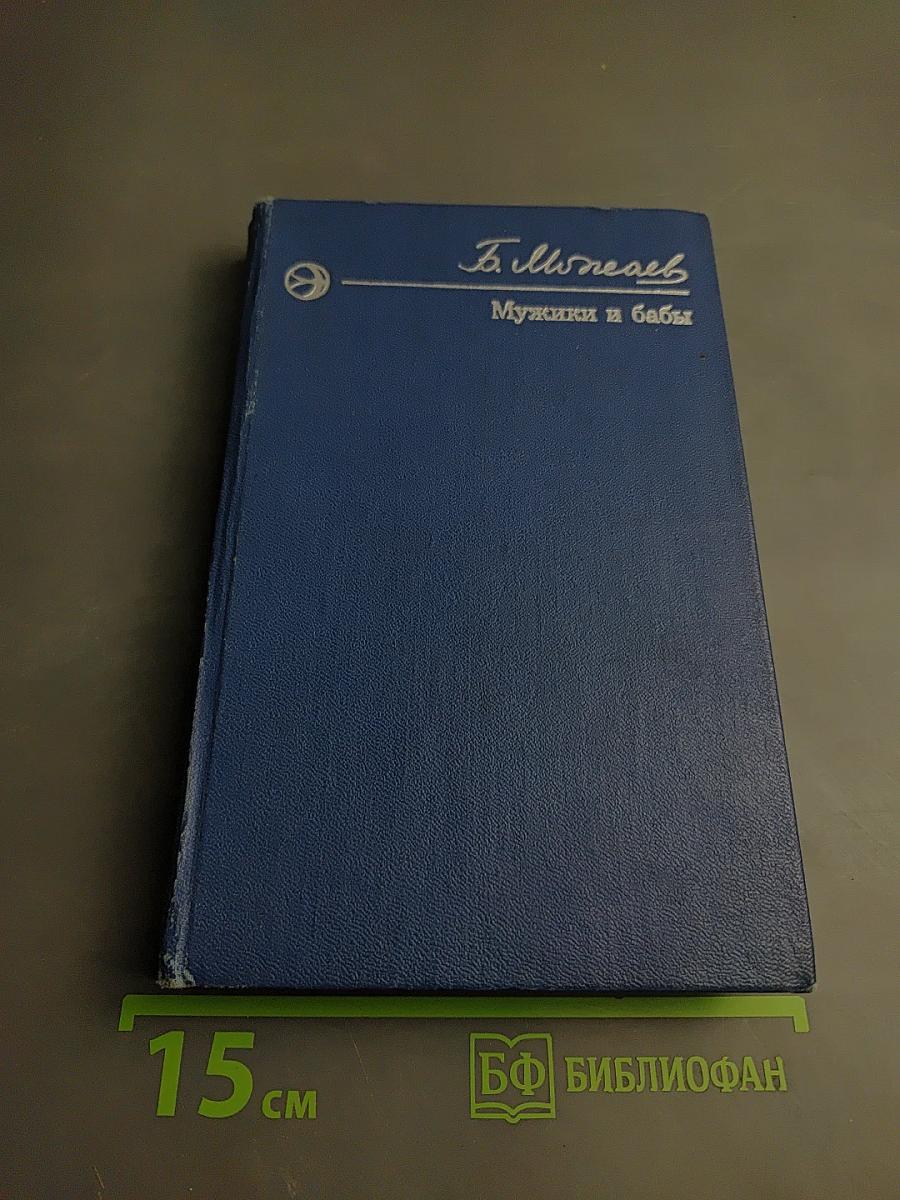 Б. Можаев
Мужики и бабы
15 см
БФ БИБЛИОФАН